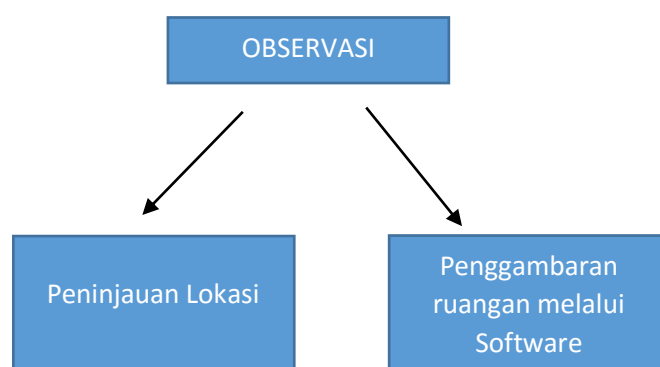 OBSERVASI
Peninjauan Lokasi
Penggambaran
ruangan melalui
Software